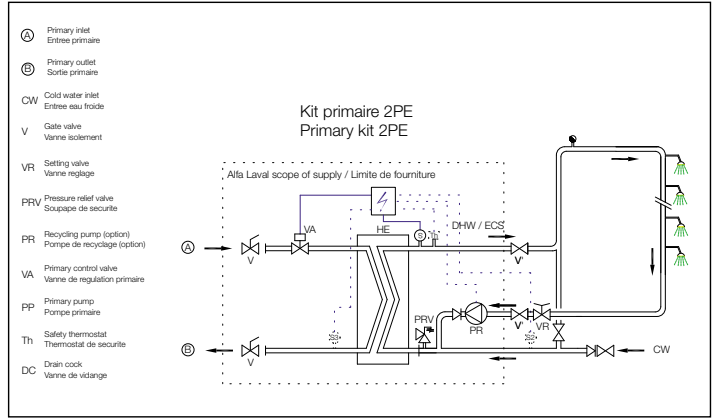 A Primary inlet
Entree primaire
B Primary outlet
Sortie primaire
CW Cold water inlet
Entree eau froide
V Gate valve
Vanne isolement
VR Setting valve
Vanne reglage
PRV Pressure relief valve
Soupape de securite
PR Recycling pump (option)
Pompe de recyclage (option)
VA Primary control valve
Vanne de regulation primaire
PP Primary pump
Pompe primaire
Th Safety thermostat
Thermostat de securite
DC Drain cock
Vanne de vidange
Kit primaire 2PE
Primary kit 2PE
Alfa Laval scope of supply / Limite de fourniture
VA
HE
S
Th
DHW / ECS
A
V
V'
PRV
PR
V'
VR
B
V
CW